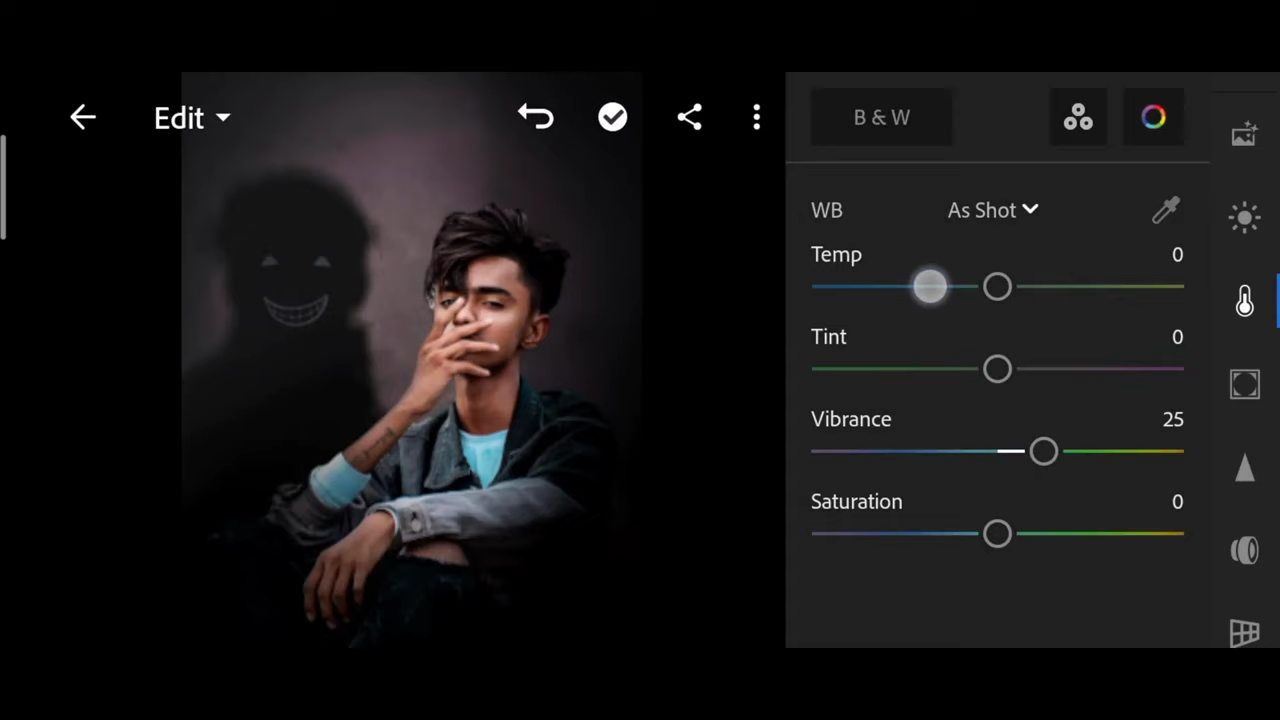 Edit
B & W
WB As Shot
Temp 0
Tint 0
Vibrance 25
Saturation 0